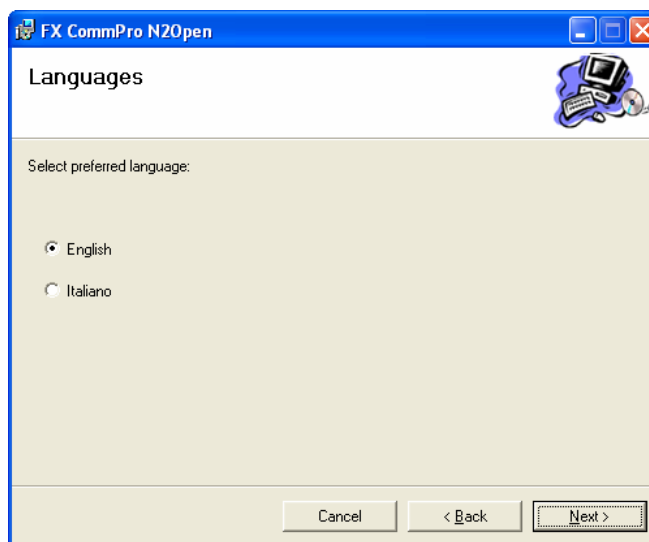 FX CommPro N2Open
Languages
Select preferred language:
English
Italiano
Cancel
< Back
Next >